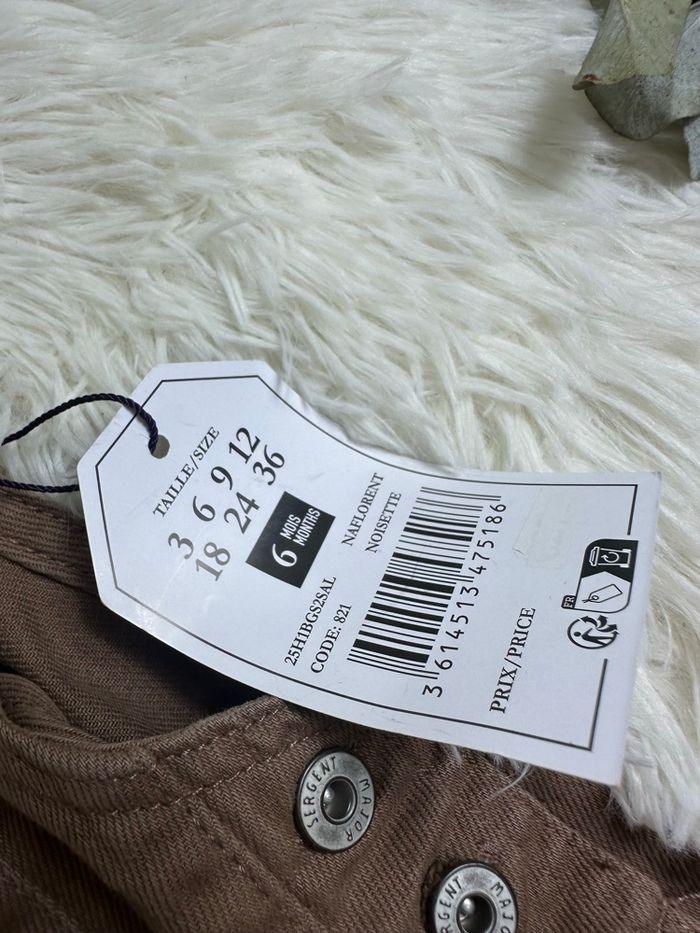 TAILLE/SIZE
3 6 9 12
18 24 36
6 MOIS
MONTHS
25H1BGS2SAL NAFLORENT
CODE: 821 NOISETTE
3 614513 475186
PRIX/PRICE
FR
SERGENT MAJOR
RGENT MAJOR